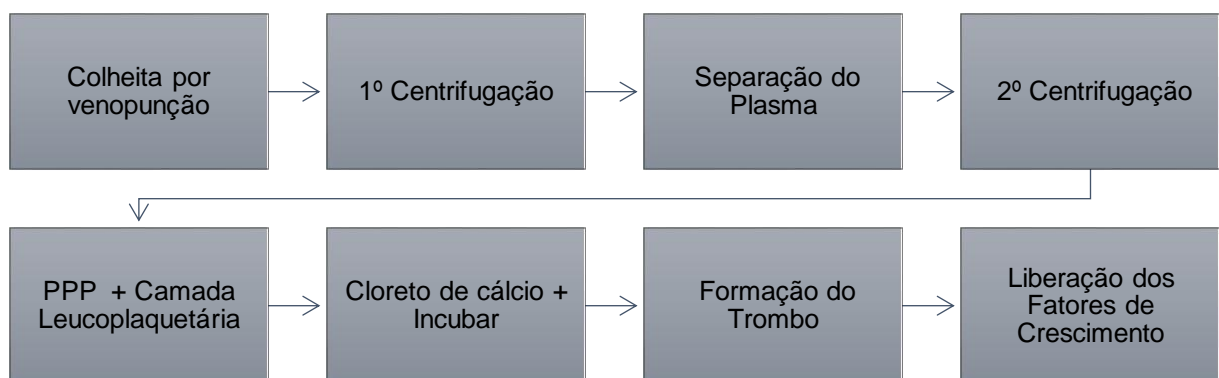 Colheita por
venopunção
1º Centrifugação
Separação do
Plasma
2º Centrifugação
PPP + Camada
Leucoplaquetária
Cloreto de cálcio +
Incubar
Formação do
Trombo
Liberação dos
Fatores de
Crescimento